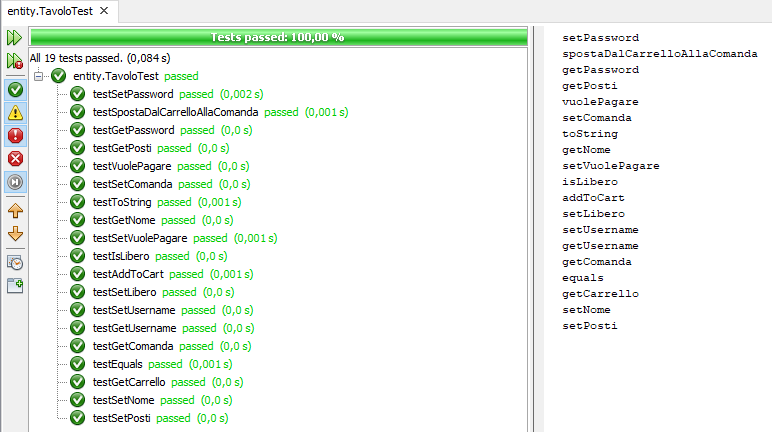 entity.TavoloTest
Tests passed: 100,00 %
All 19 tests passed. (0,084 s)
entity.TavoloTest passed
testSetPassword passed (0,002 s)
testSpostaDalCarrelloAllaComanda passed (0,001 s)
testGetPassword passed (0,0 s)
testGetPosti passed (0,0 s)
testVuolePagare passed (0,0 s)
testSetComanda passed (0,0 s)
testToString passed (0,001 s)
testGetNome passed (0,0 s)
testSetVuolePagare passed (0,001 s)
testIsLibero passed (0,0 s)
testAddToCart passed (0,001 s)
testSetLibero passed (0,0 s)
testSetUsername passed (0,0 s)
testGetUsername passed (0,0 s)
testGetComanda passed (0,0 s)
testEquals passed (0,001 s)
testGetCarrello passed (0,0 s)
testSetNome passed (0,0 s)
testSetPosti passed (0,0 s)
setPassword
spostaDalCarrelloAllaComanda
getPassword
getPosti
vuolePagare
setComanda
toString
getNome
setVuolePagare
isLibero
addToCart
setLibero
setUsername
getUsername
getComanda
equals
getCarrello
setNome
setPosti